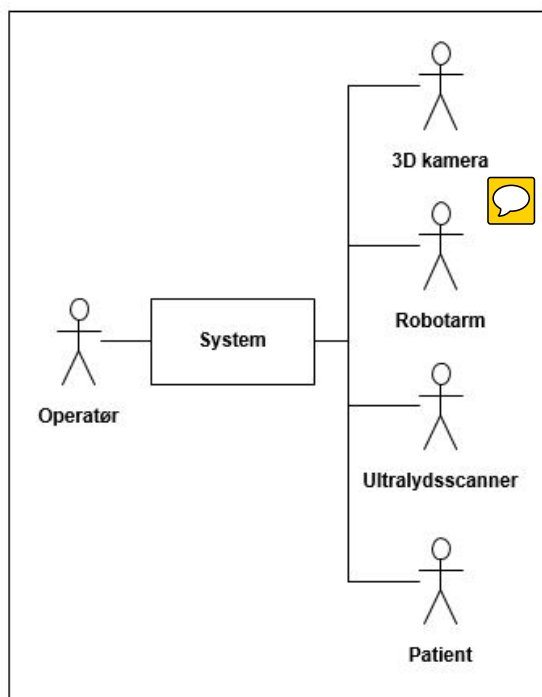 3D kamera
Robotarm
System
Operatør
Ultralydsscanner
Patient